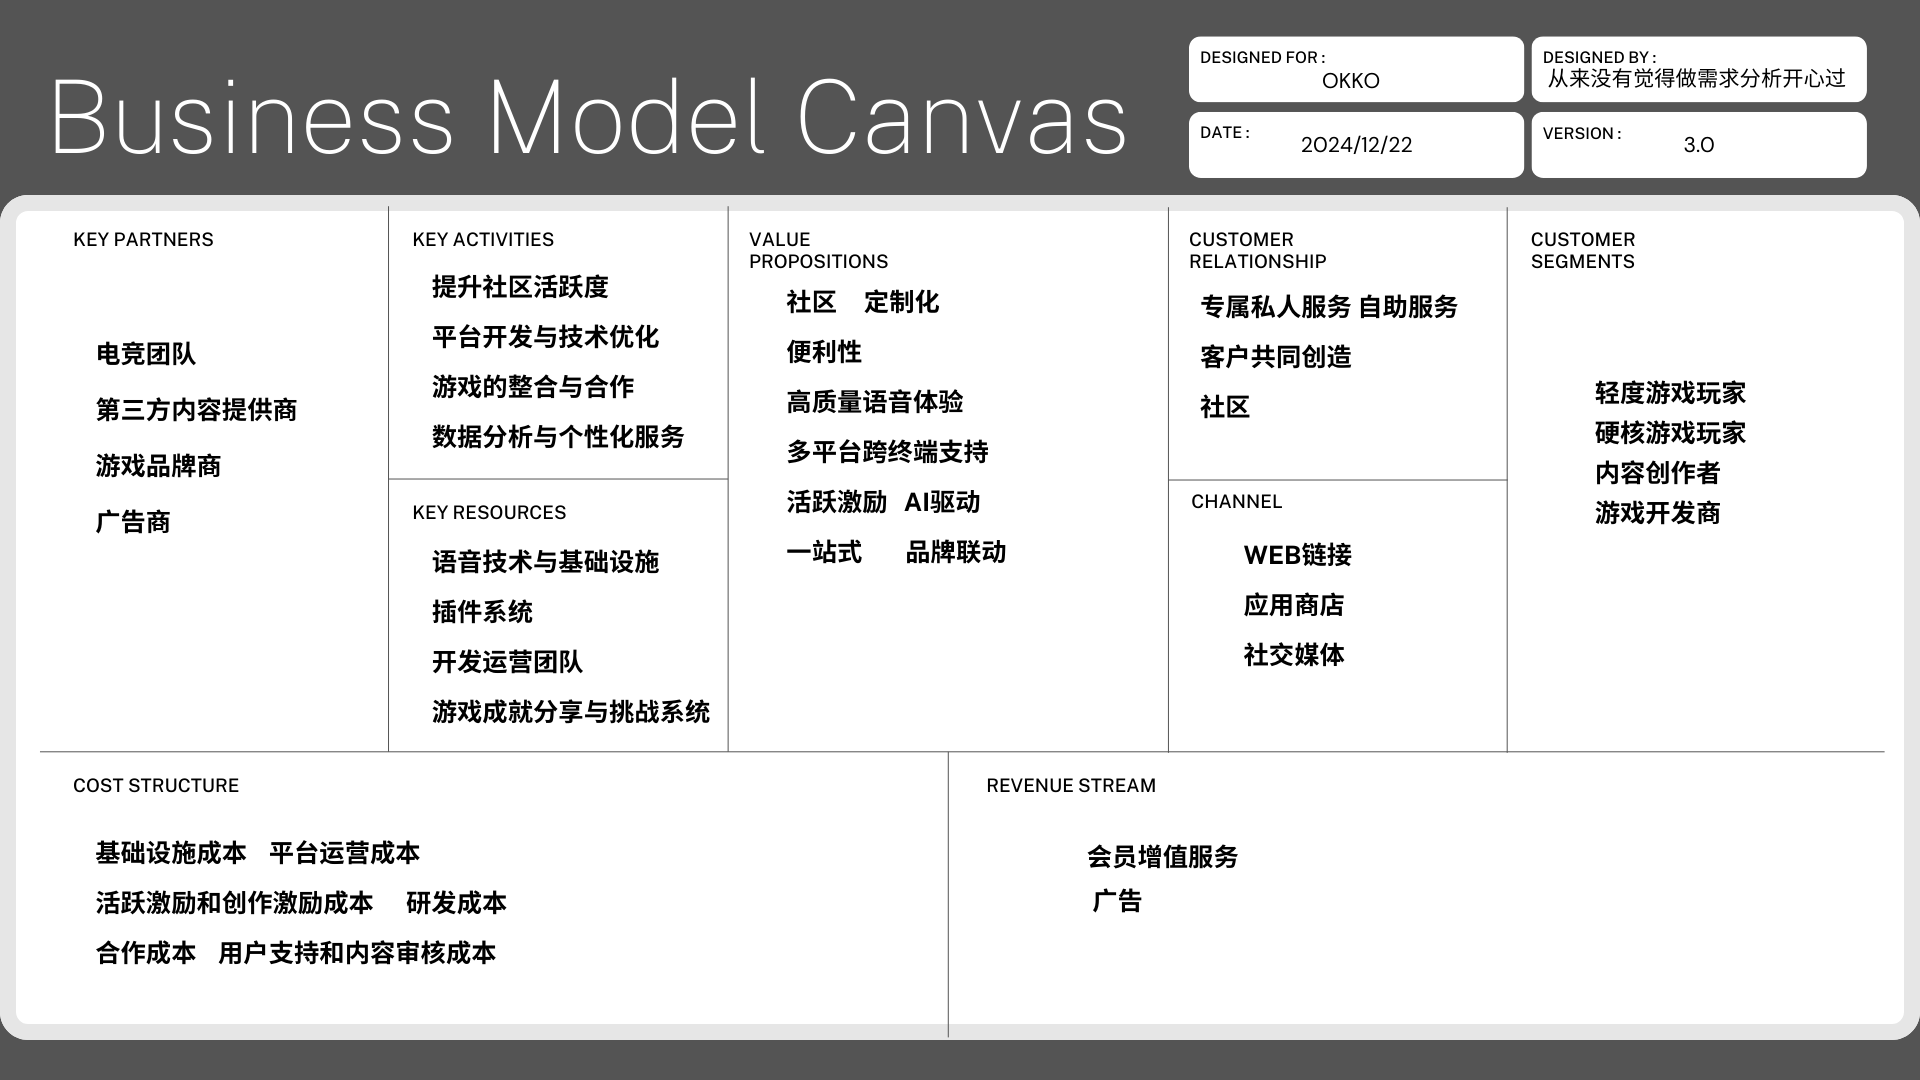 Business Model Canvas
DESIGNED FOR :
OKKO
DESIGNED BY :
从来没有觉得做需求分析开心过
DATE :
2024/12/22
VERSION :
3.0
KEY PARTNERS
电竞团队
第三方内容提供商
游戏品牌商
广告商
KEY ACTIVITIES
提升社区活跃度
平台开发与技术优化
游戏的整合与合作
数据分析与个性化服务
KEY RESOURCES
语音技术与基础设施
插件系统
开发运营团队
游戏成就分享与挑战系统
VALUE
PROPOSITIONS
社区 定制化
便利性
高质量语音体验
多平台跨终端支持
活跃激励 AI驱动
一站式 品牌联动
CUSTOMER
RELATIONSHIP
专属私人服务 自助服务
客户共同创造
社区
CHANNEL
WEB链接
应用商店
社交媒体
CUSTOMER
SEGMENTS
轻度游戏玩家
硬核游戏玩家
内容创作者
游戏开发商
COST STRUCTURE
基础设施成本 平台运营成本
活跃激励和创作激励成本 研发成本
合作成本 用户支持和内容审核成本
REVENUE STREAM
会员增值服务
广告